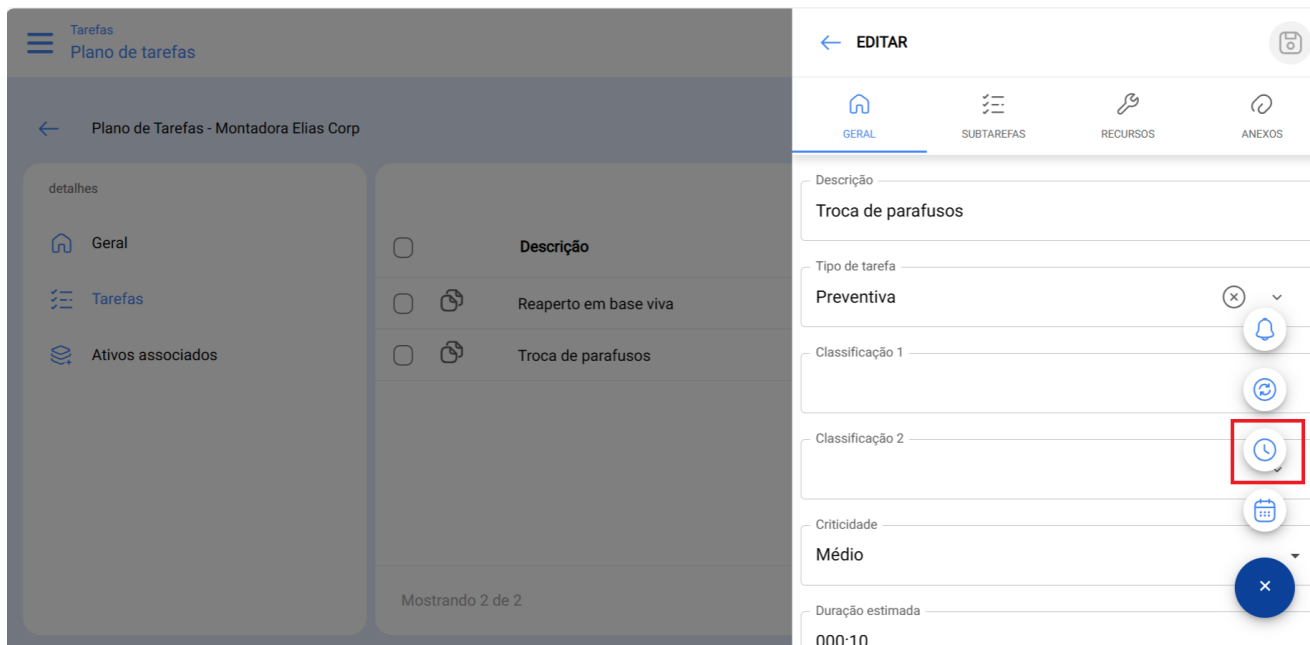 Tarefas
Plano de tarefas
Plano de Tarefas - Montadora Elias Corp
detalhes
Geral
Tarefas
Ativos associados
Descrição
Reaperto em base viva
Troca de parafusos
Mostrando 2 de 2
EDITAR
GERAL
SUBTAREFAS
RECURSOS
ANEXOS
Descrição
Troca de parafusos
Tipo de tarefa
Preventiva
Classificação 1
Classificação 2
Criticidade
Médio
Duração estimada
000:10